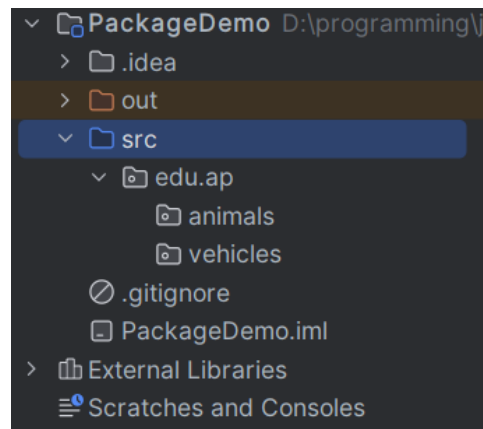 PackageDemo D:\programming\j
.idea
out
src
edu.ap
animals
vehicles
.gitignore
PackageDemo.iml
External Libraries
Scratches and Consoles